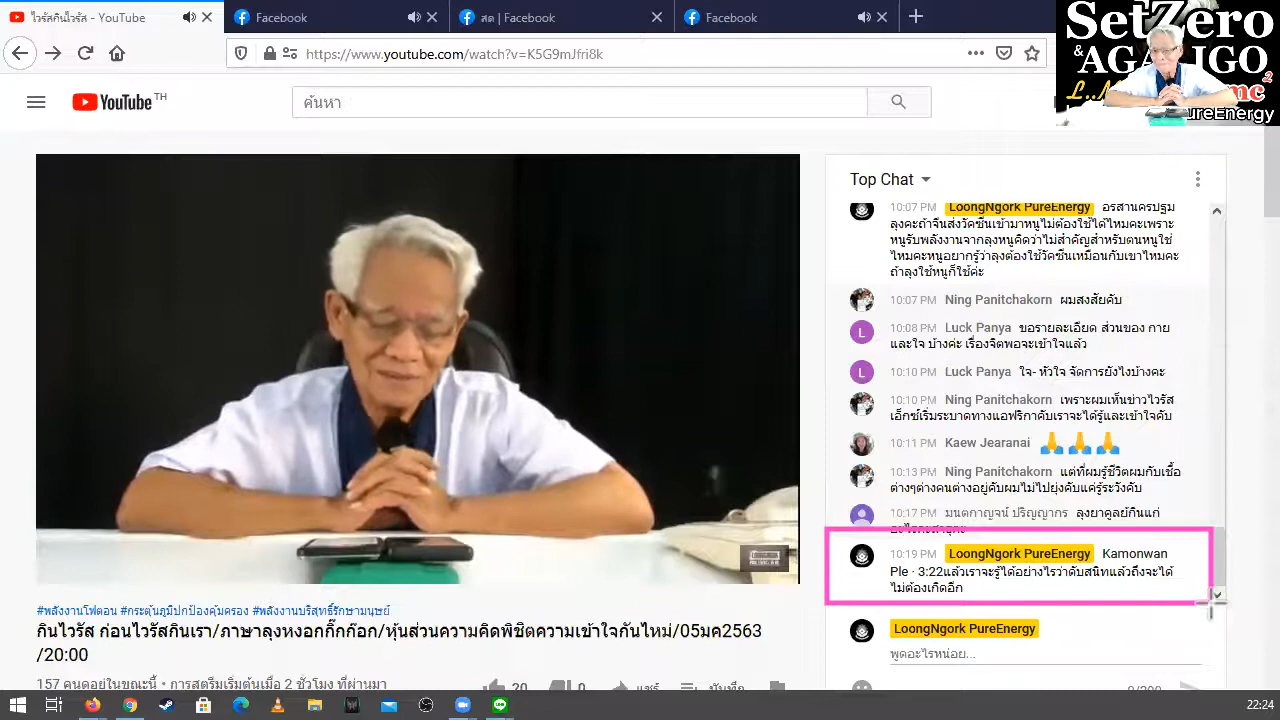 ไวรัสกินไวรัส - YouTube
Facebook
สด | Facebook
Facebook
https://www.youtube.com/watch?v=K5G9mJfri8k
SetZero
&
PureEnergy
YouTube TH
ค้นหา
Top Chat
10:07 PM LoongNgork PureEnergy อรสานครปฐม
ลุงคะถ้าจีนส่งวัคซีนเข้ามาหนูไม่ต้องใช้ได้ไหมคะเพราะ
หนูรับพลังงานจากลุงหนูคิดว่าไม่สำคัญสำหรับตนหนูใช่
ไหมคะหนูอยากรู้ว่าลุงต้องใช้วัคซีนเหมือนกับเขาไหมคะ
ถ้าลุงใช้หนูก็ใช้ค่ะ
10:07 PM Ning Panitchakorn ผมสงสัยคับ
L 10:08 PM Luck Panya ขอรายละเอียด ส่วนของ กาย
และใจ บ้างค่ะ เรื่องจิตพอจะเข้าใจแล้ว
L 10:10 PM Luck Panya ใจ- หัวใจ จัดการยังไงบ้างคะ
10:10 PM Ning Panitchakorn เพราะผมเห็นข่าวไวรัส
เอ็กซ์เริ่มระบาดทางแอฟริกาคับเราจะได้รู้และเข้าใจคับ
10:11 PM Kaew Jearanai 🙏🙏🙏
10:13 PM Ning Panitchakorn แต่ที่ผมรู้ชีวิตผมกับเชื้อ
ต่างๆต่างคนต่างอยู่คับผมไม่ไปยุ่งคับแค่รู้ระวังคับ
10:17 PM มนตกาญจน์ ปริญญากร ลุงยาคูลย์กินแก่
10:19 PM LoongNgork PureEnergy Kamonwan
Ple · 3:22แล้วเราจะรู้ได้อย่างไรว่าดับสนิทแล้วถึงจะได้
ไม่ต้องเกิดอีก
LoongNgork PureEnergy
พูดอะไรหน่อย...
0/200
#พลังงานโฟตอน #กระตุ้นภูมิปกป้องคุ้มครอง #พลังงานบริสุทธิ์รักษามนุษย์
กินไวรัส ก่อนไวรัสกินเรา/ภาษาลุงหงอกกิ๊กก๊อก/หุ้นส่วนความคิดพิชิตความเข้าใจกันไหม่/05มค2563
/20:00
157 คนดูอยู่ในขณะนี้ • การสตรีมเริ่มต้นเมื่อ 2 ชั่วโมง ที่ผ่านมา
20
0
แชร์
บันทึก
22:24